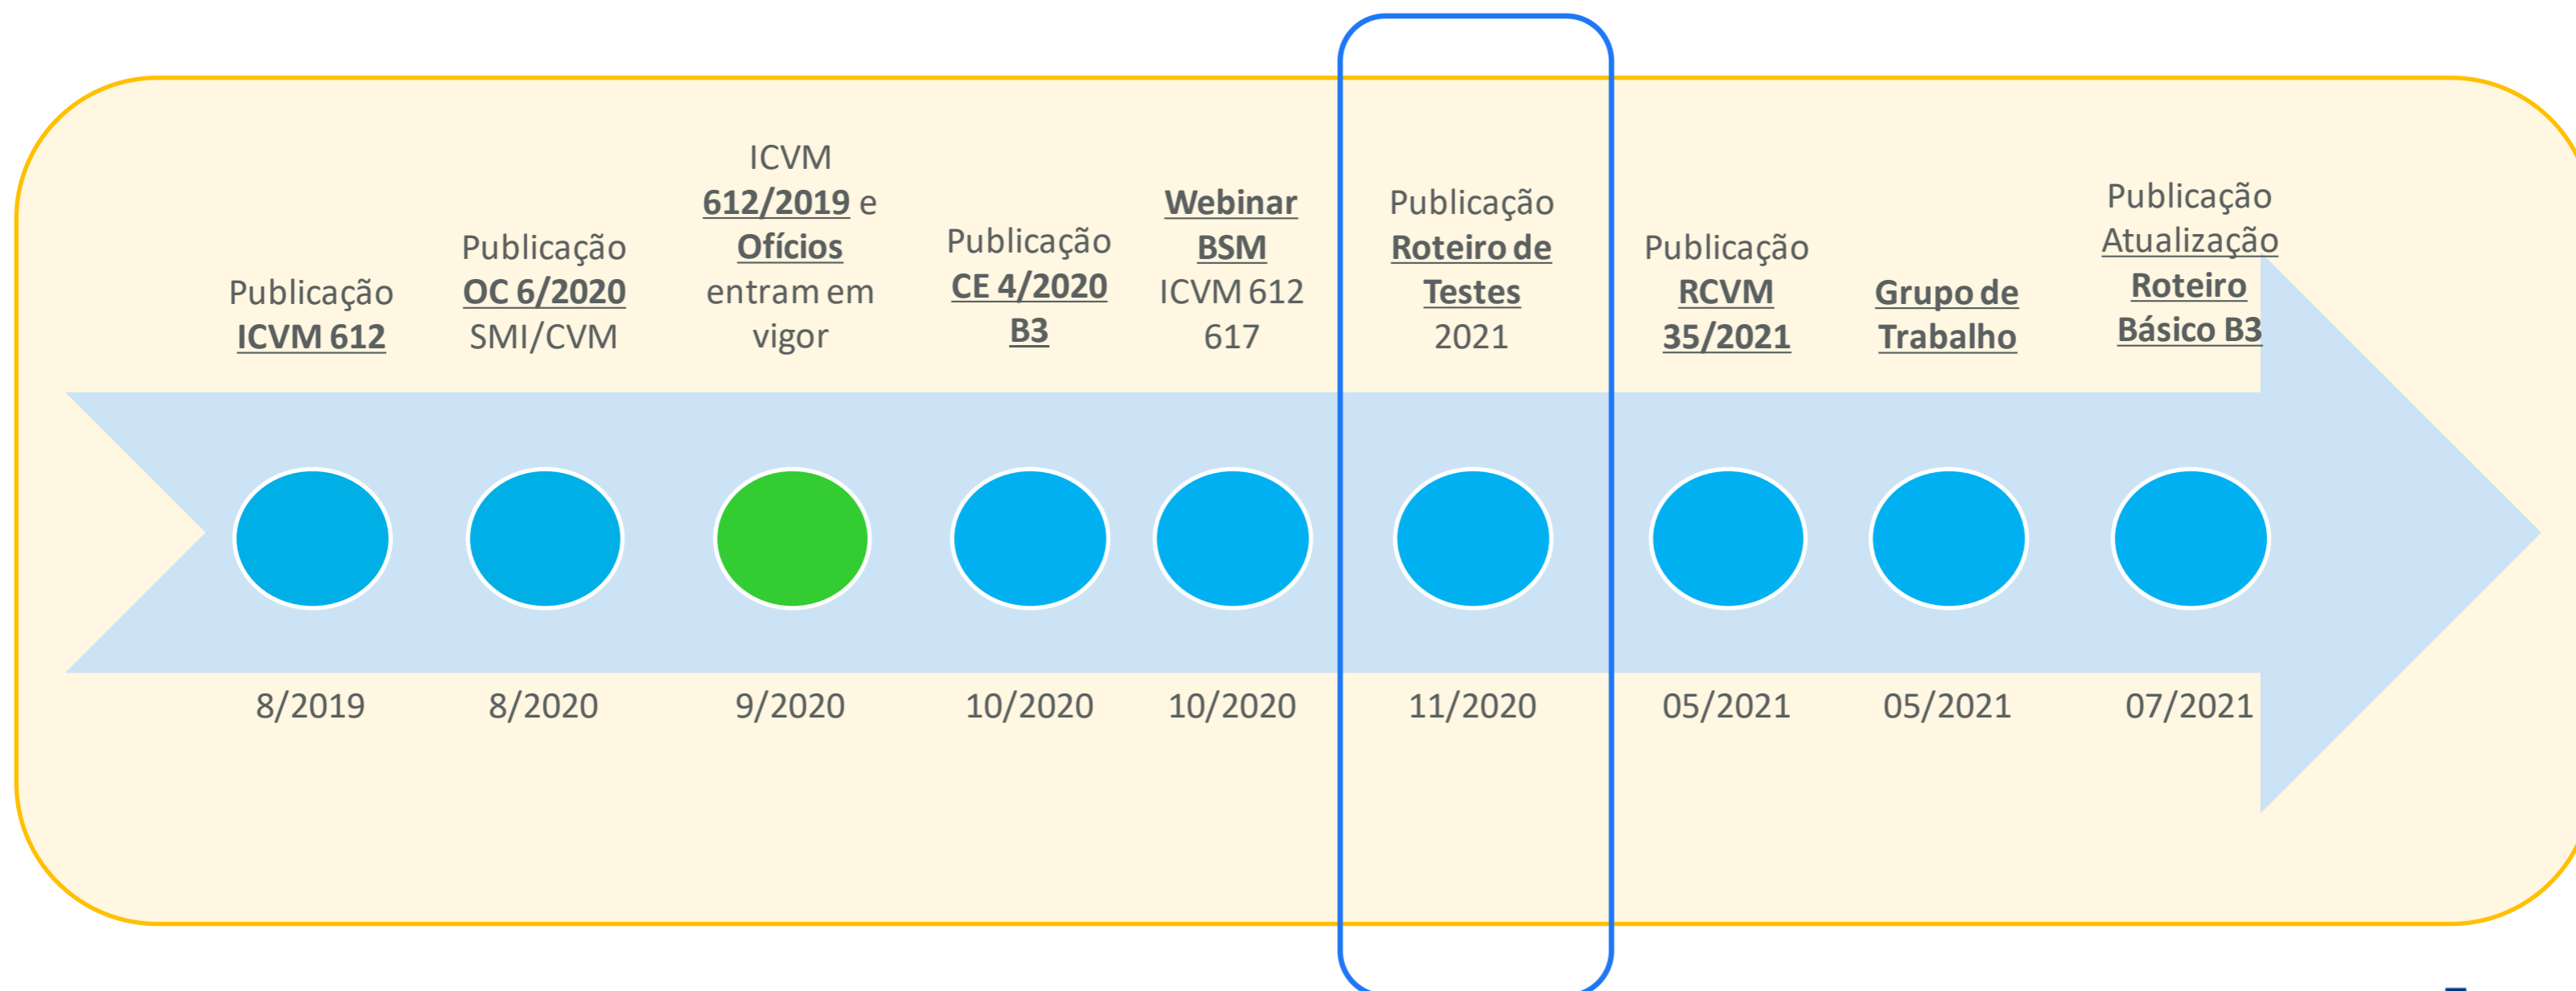 Publicação
ICVM 612
Publicação
OC 6/2020
SMI/CVM
ICVM
612/2019 e
Ofícios
entram em
vigor
Publicação
CE 4/2020
B3
Webinar
BSM
ICVM 612
617
Publicação
Roteiro de
Testes
2021
Publicação
RCVM
35/2021
Grupo de
Trabalho
Publicação
Atualização
Roteiro
Básico B3
8/2019
8/2020
9/2020
10/2020
10/2020
11/2020
05/2021
05/2021
07/2021